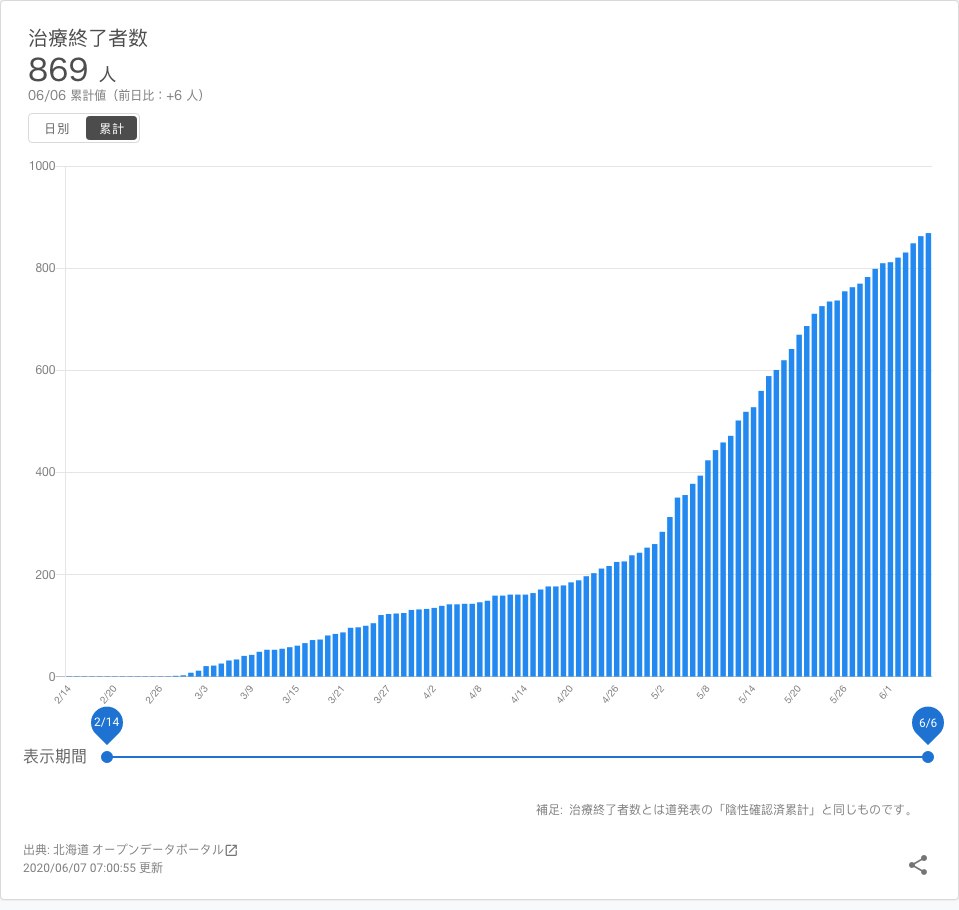 治療終了者数
869 人
06/06 累計値（前日比：+6 人）
日別 累計
1000
800
600
400
200
0
2/14 2/20 2/26 3/3 3/9 3/15 3/21 3/27 4/2 4/8 4/14 4/20 4/26 5/2 5/8 5/14 5/20 5/26 6/1
2/14 6/6
表示期間
補足: 治療終了者数とは道発表の「陰性確認済累計」と同じものです。
出典: 北海道 オープンデータポータル
2020/06/07 07:00:55 更新